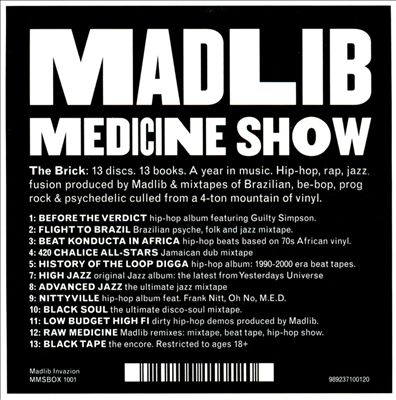 MADLIB
MEDICINE SHOW
The Brick: 13 discs. 13 books. A year in music. Hip-hop, rap, jazz
fusion produced by Madlib & mixtapes of Brazilian, be-bop, prog
rock & psychedelic culled from a 4-ton mountain of vinyl.
1: BEFORE THE VERDICT hip-hop album featuring Guilty Simpson.
2: FLIGHT TO BRAZIL Brazilian psyche, folk and jazz mixtape.
3: BEAT KONDUCTA IN AFRICA hip-hop beats based on 70s African vinyl.
4: 420 CHALICE ALL-STARS Jamaican dub mixtape
5: HISTORY OF THE LOOP DIGGA hip-hop album: 1990-2000 era beat tapes.
7: HIGH JAZZ original Jazz album: the latest from Yesterdays Universe
8: ADVANCED JAZZ the ultimate jazz mixtape
9: NITTYVILLE hip-hop album feat. Frank Nitt, Oh No, M.E.D.
10: BLACK SOUL the ultimate disco-soul mixtape.
11: LOW BUDGET HIGH FI dirty hip-hop demos produced by Madlib.
12: RAW MEDICINE Madlib remixes: mixtape, beat tape, hip-hop show.
13: BLACK TAPE the encore. Restricted to ages 18+
Madlib Invazion
MMSBOX 1001
989237100120